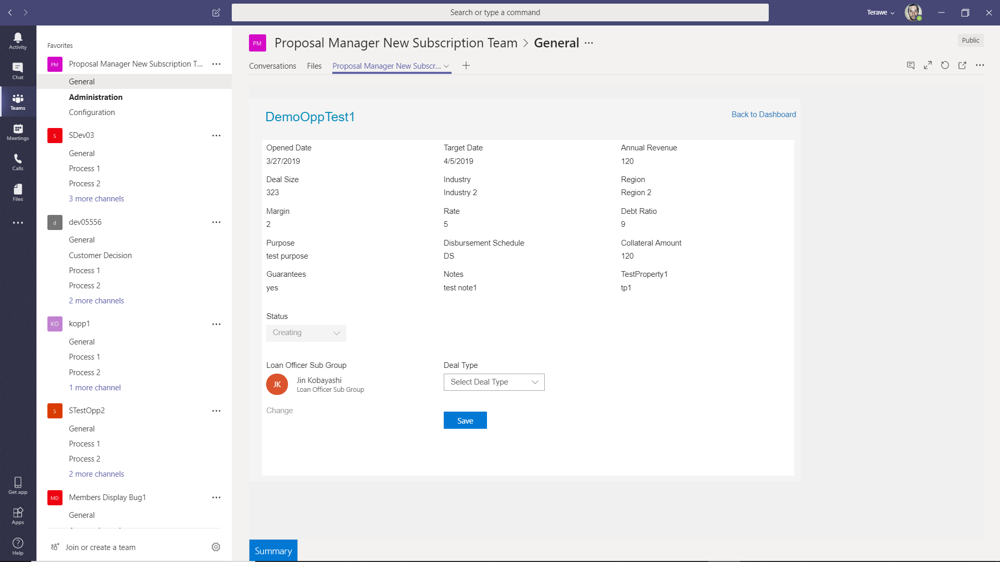 Search or type a command
Terawe
Activity
Chat
Teams
Meetings
Calls
Files
Get app
Apps
Help
Favorites
PM Proposal Manager New Subscription T...
General
Administration
Configuration
S SDev03
General
Process 1
Process 2
3 more channels
d dev05556
General
Customer Decision
Process 1
Process 2
2 more channels
KO kopp1
General
Process 1
Process 2
1 more channel
S STestOpp2
General
Process 1
Process 2
2 more channels
MD Members Display Bug1
General
Join or create a team
PM Proposal Manager New Subscription Team > General ...
Public
Conversations Files Proposal Manager New Subscr...
DemoOppTest1
Back to Dashboard
Opened Date Target Date Annual Revenue
3/27/2019 4/5/2019 120
Deal Size Industry Region
323 Industry 2 Region 2
Margin Rate Debt Ratio
2 5 9
Purpose Disbursement Schedule Collateral Amount
test purpose DS 120
Guarantees Notes TestProperty1
yes test note1 tp1
Status
Creating
Loan Officer Sub Group Deal Type
JK Jin Kobayashi Select Deal Type
Loan Officer Sub Group
Change
Save
Summary